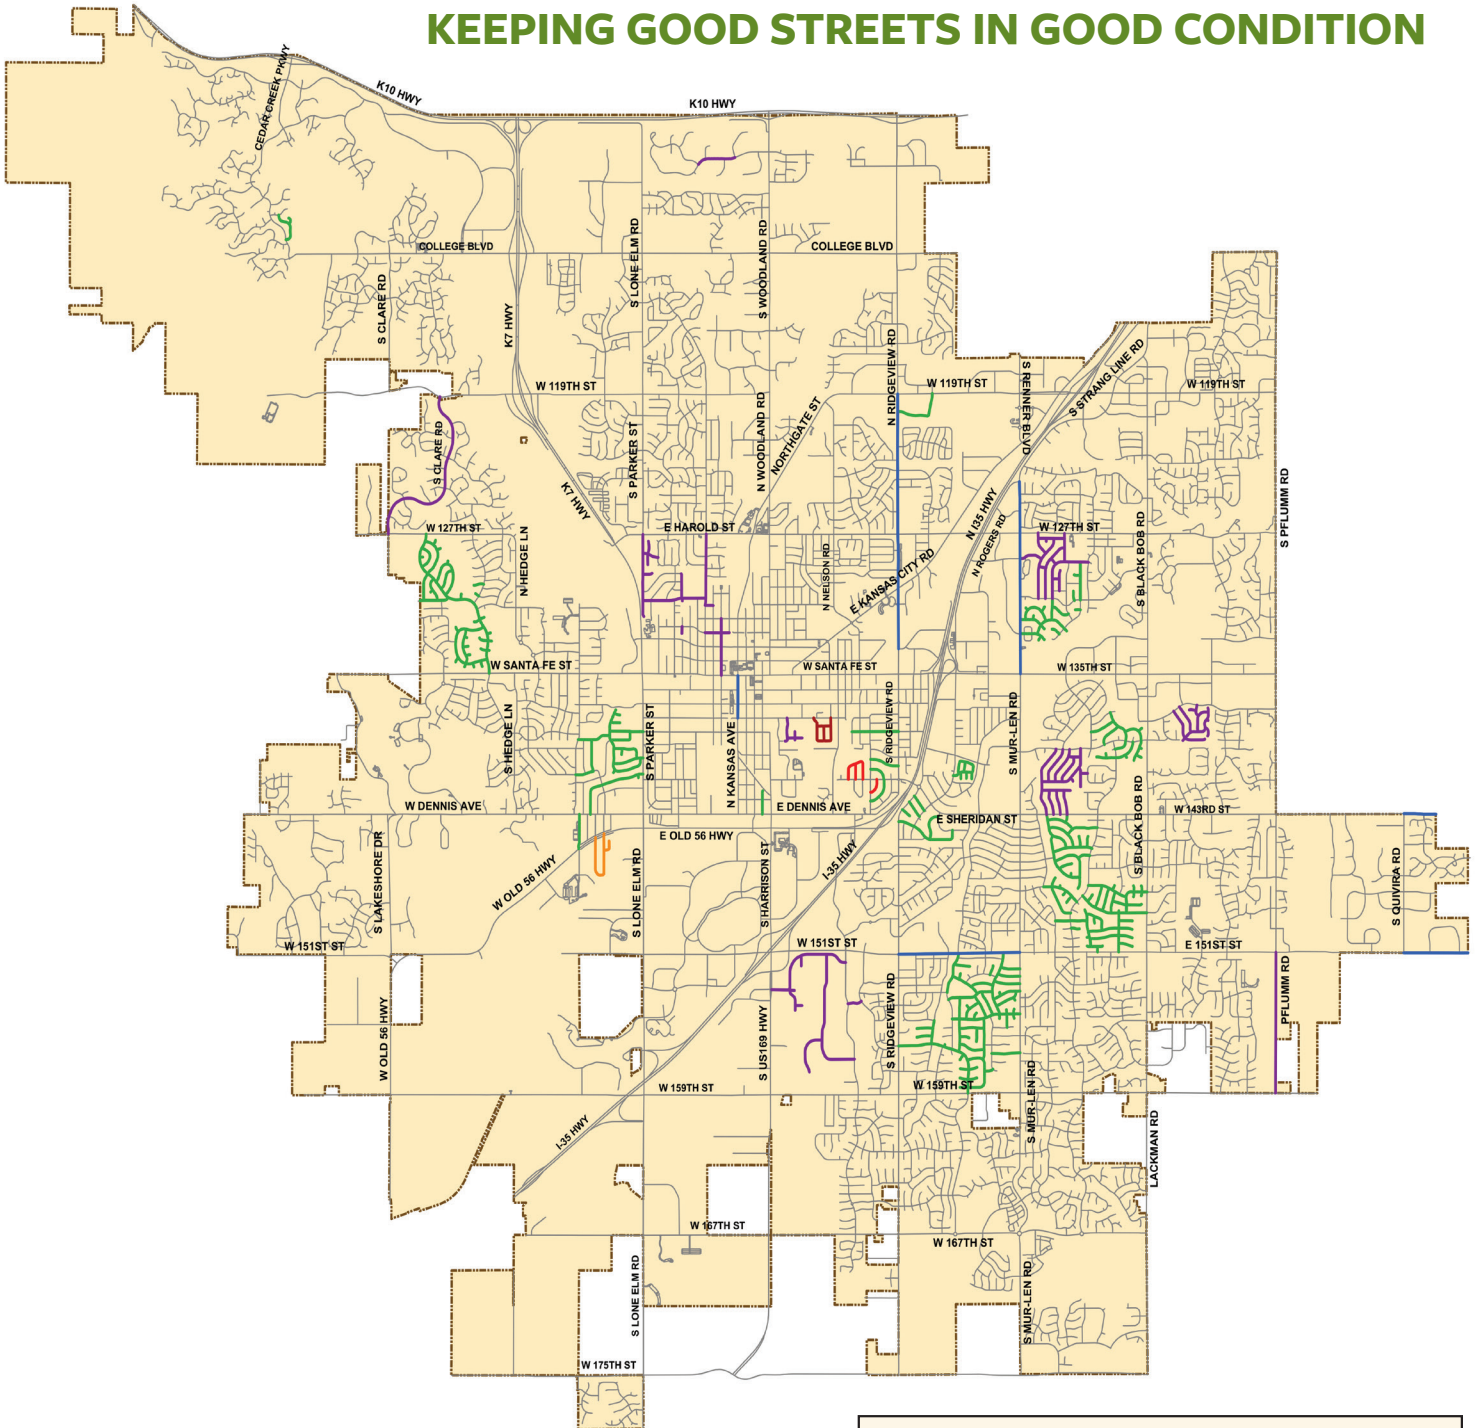 KEEPING GOOD STREETS IN GOOD CONDITION
CEDAR CREEK PKWY
K10 HWY
K10 HWY
COLLEGE BLVD
S LONE ELM RD
S WOODLAND RD
COLLEGE BLVD
S CLARE RD
K7 HWY
N RIDGEVIEW RD
S RENNER BLVD
S STRANG LINE RD
W 119TH ST
W 119TH ST
W 119TH ST
S CLARE RD
S PARKER ST
N WOODLAND RD
NORTHGATE ST
K7 HWY
N I35 HWY
S PFLUMM RD
W 127TH ST
E HAROLD ST
W 127TH ST
N HEDGE LN
N NELSON RD
E KANSAS CITY RD
N ROGERS RD
S BLACK BOB RD
W SANTA FE ST
W SANTA FE ST
W 135TH ST
S HEDGE LN
S PARKER ST
N KANSAS AVE
S RIDGEVIEW RD
S MUR-LEN RD
W DENNIS AVE
E DENNIS AVE
S BLACK BOB RD
W 143RD ST
E SHERIDAN ST
E OLD 56 HWY
S LAKESHORE DR
W OLD 56 HWY
S LONE ELM RD
S HARRISON ST
I-35 HWY
S QUIVIRA RD
W 151ST ST
W 151ST ST
E 151ST ST
W OLD 56 HWY
S US169 HWY
S RIDGEVIEW RD
PFLUMM RD
W 159TH ST
W 159TH ST
S MUR-LEN RD
I-35 HWY
LACKMAN RD
W 167TH ST
W 167TH ST
S LONE ELM RD
S MUR-LEN RD
W 175TH ST